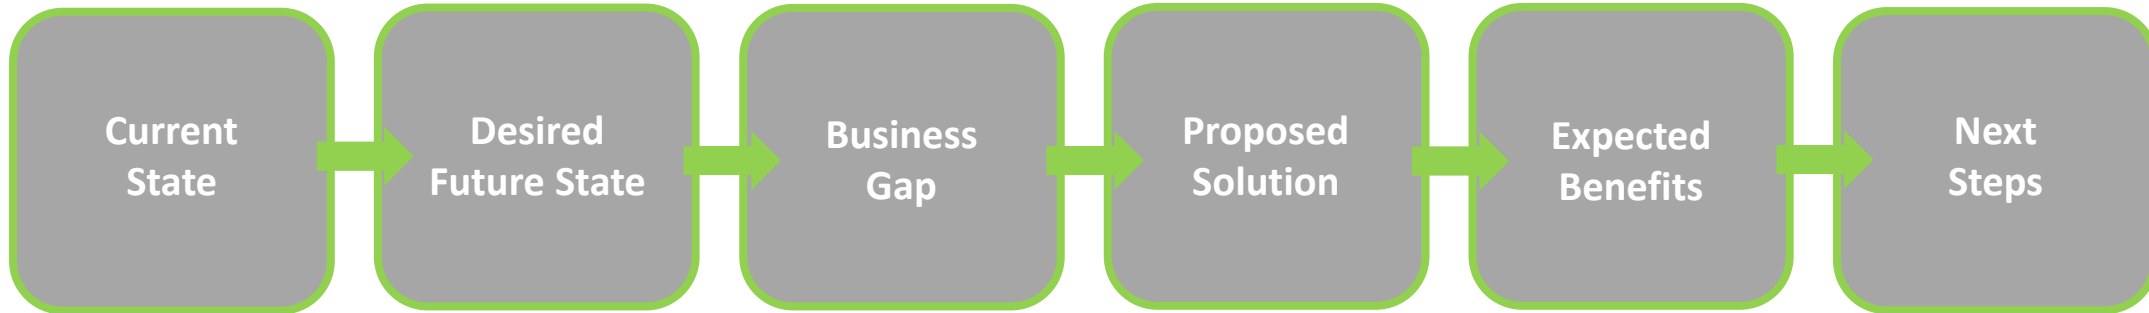 Current
State
Desired
Future State
Business
Gap
Proposed
Solution
Expected
Benefits
Next
Steps